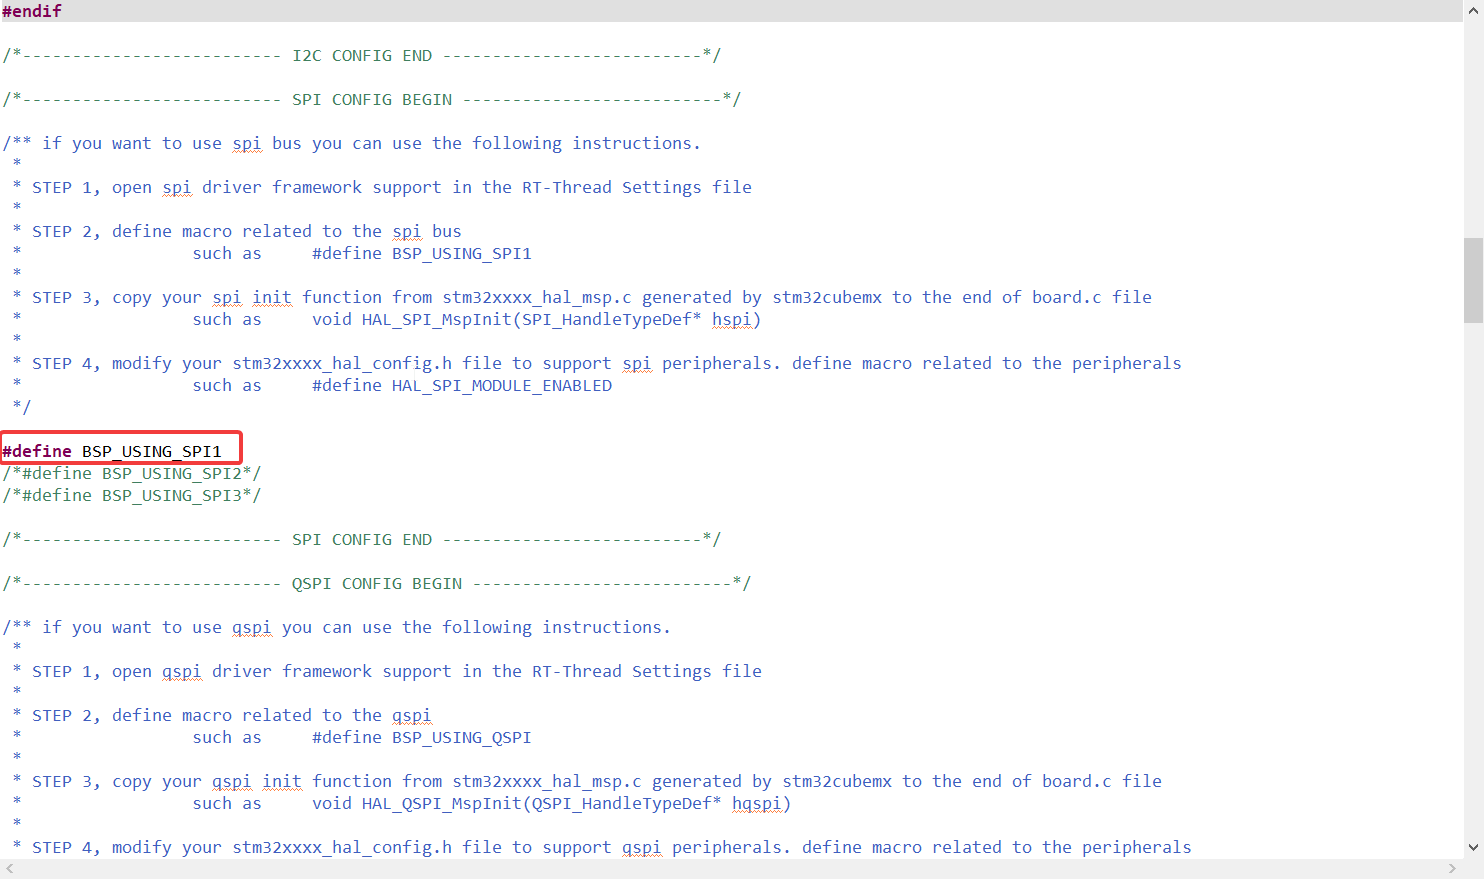 #endif
/*-------------------------- I2C CONFIG END --------------------------*/
/*-------------------------- SPI CONFIG BEGIN --------------------------*/
/** if you want to use spi bus you can use the following instructions.
 *
 * STEP 1, open spi driver framework support in the RT-Thread Settings file
 *
 * STEP 2, define macro related to the spi bus
 *                 such as     #define BSP_USING_SPI1
 *
 * STEP 3, copy your spi init function from stm32xxxx_hal_msp.c generated by stm32cubemx to the end of board.c file
 *                 such as     void HAL_SPI_MspInit(SPI_HandleTypeDef* hspi)
 *
 * STEP 4, modify your stm32xxxx_hal_config.h file to support spi peripherals. define macro related to the peripherals
 *                 such as     #define HAL_SPI_MODULE_ENABLED
 */
#define BSP_USING_SPI1
/*#define BSP_USING_SPI2*/
/*#define BSP_USING_SPI3*/
/*-------------------------- SPI CONFIG END --------------------------*/
/*-------------------------- QSPI CONFIG BEGIN --------------------------*/
/** if you want to use qspi you can use the following instructions.
 *
 * STEP 1, open qspi driver framework support in the RT-Thread Settings file
 *
 * STEP 2, define macro related to the qspi
 *                 such as     #define BSP_USING_QSPI
 *
 * STEP 3, copy your qspi init function from stm32xxxx_hal_msp.c generated by stm32cubemx to the end of board.c file
 *                 such as     void HAL_QSPI_MspInit(QSPI_HandleTypeDef* hqspi)
 *
 * STEP 4, modify your stm32xxxx_hal_config.h file to support qspi peripherals. define macro related to the peripherals